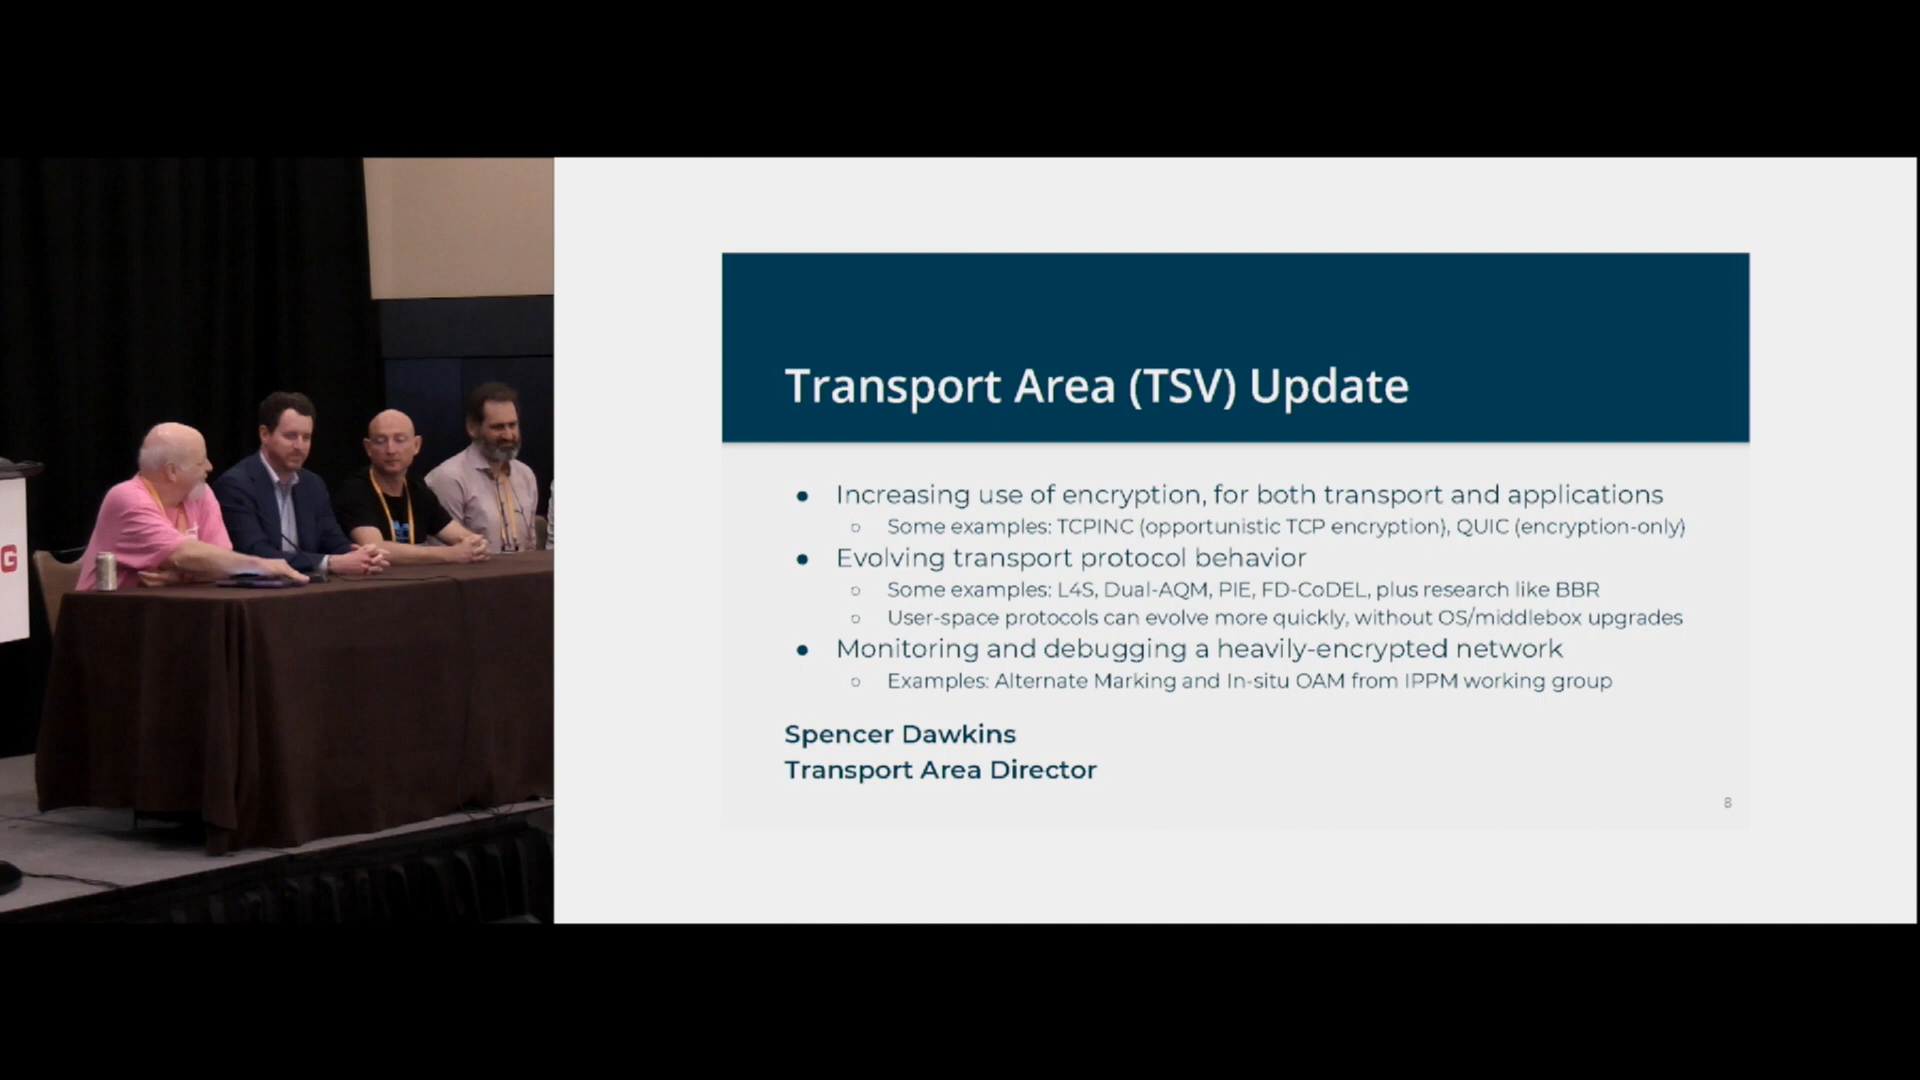 G
Transport Area (TSV) Update
● Increasing use of encryption, for both transport and applications
○ Some examples: TCPINC (opportunistic TCP encryption), QUIC (encryption-only)
● Evolving transport protocol behavior
○ Some examples: L4S, Dual-AQM, PIE, FD-CoDEL, plus research like BBR
○ User-space protocols can evolve more quickly, without OS/middlebox upgrades
● Monitoring and debugging a heavily-encrypted network
○ Examples: Alternate Marking and In-situ OAM from IPPM working group
Spencer Dawkins
Transport Area Director
8